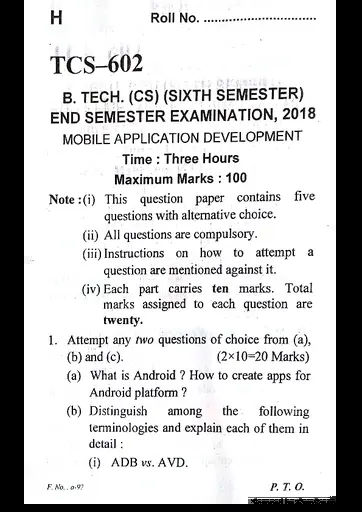 H Roll No. ..............................
TCS–602
B. TECH. (CS) (SIXTH SEMESTER)
END SEMESTER EXAMINATION, 2018
MOBILE APPLICATION DEVELOPMENT
Time : Three Hours
Maximum Marks : 100
Note :(i) This question paper contains five
questions with alternative choice.
(ii) All questions are compulsory.
(iii) Instructions on how to attempt a
question are mentioned against it.
(iv) Each part carries ten marks. Total
marks assigned to each question are
twenty.
1. Attempt any two questions of choice from (a),
(b) and (c). (2×10=20 Marks)
(a) What is Android ? How to create apps for
Android platform ?
(b) Distinguish among the following
terminologies and explain each of them in
detail :
(i) ADB vs. AVD.
F. No. . a-97 P. T. O.